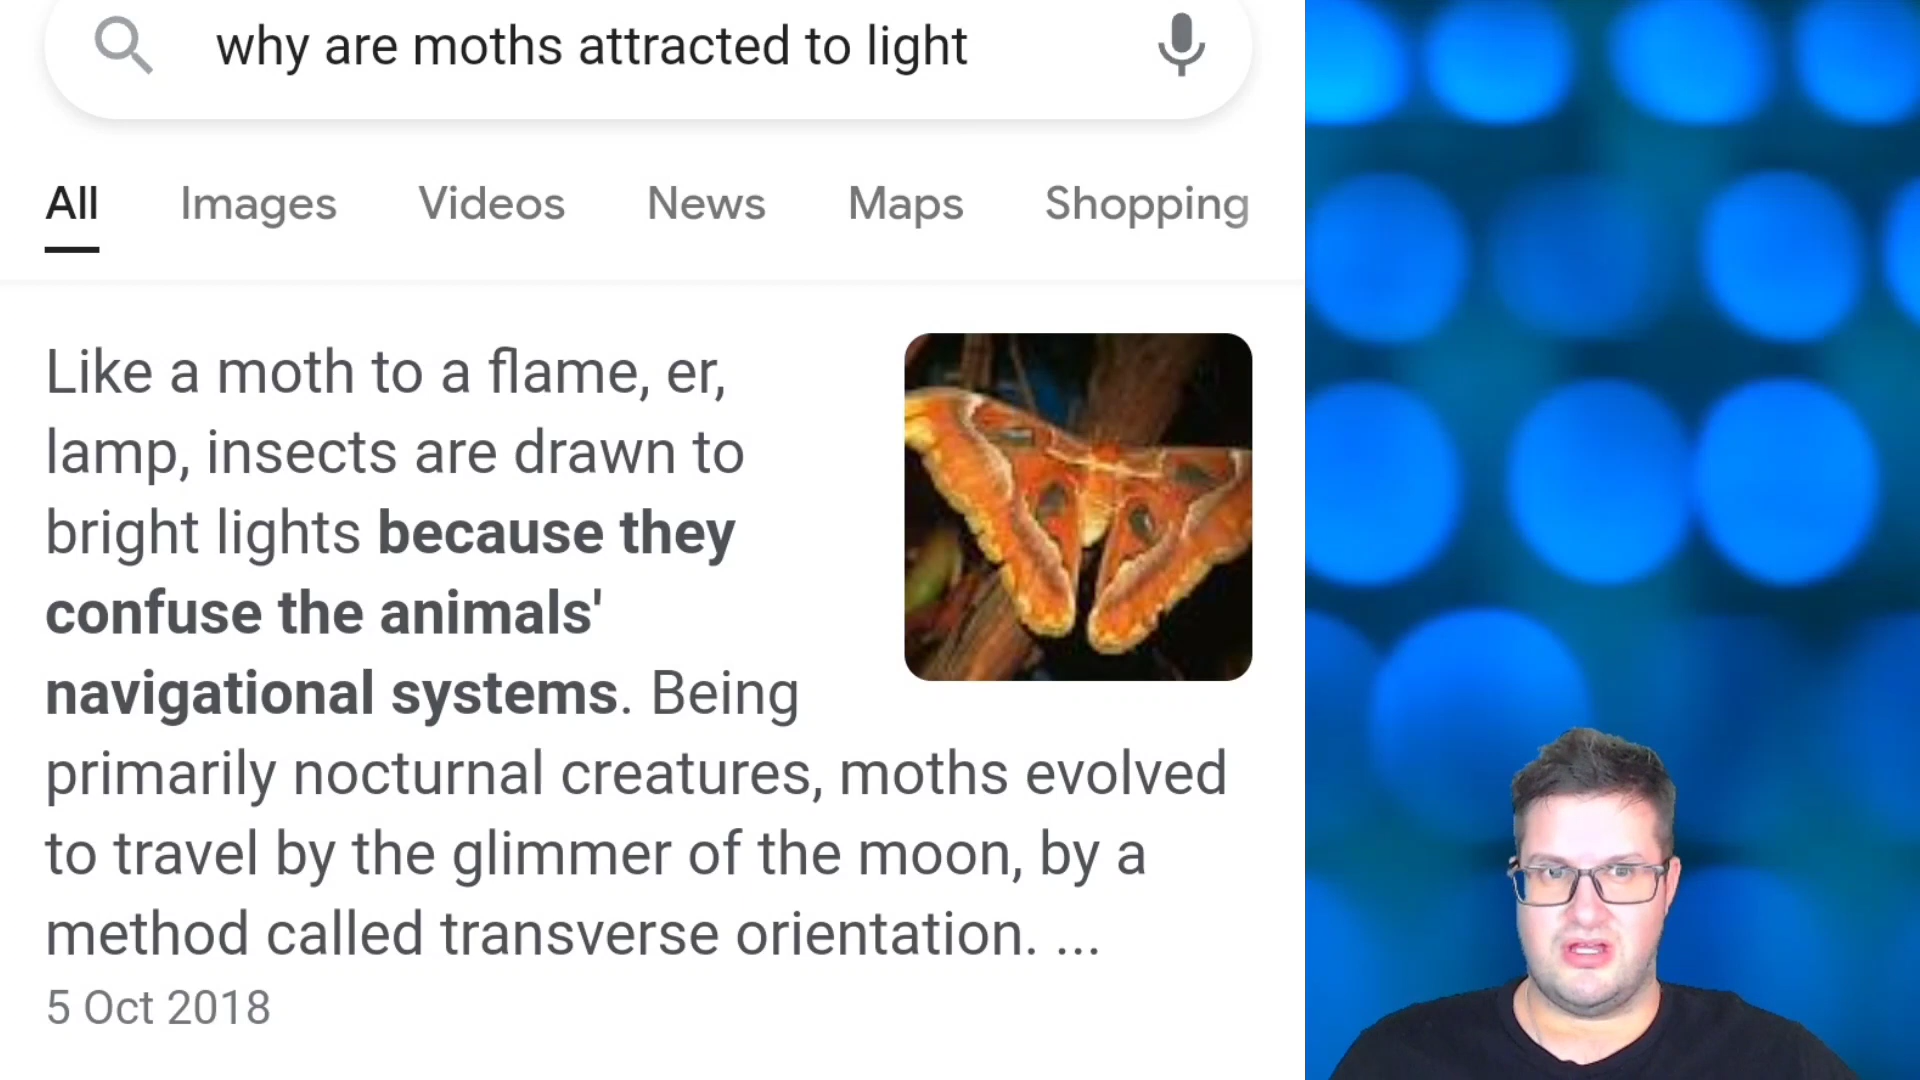 why are moths attracted to light
All Images Videos News Maps Shopping
Like a moth to a flame, er,
lamp, insects are drawn to
bright lights because they
confuse the animals'
navigational systems. Being
primarily nocturnal creatures, moths evolved
to travel by the glimmer of the moon, by a
method called transverse orientation. ...
5 Oct 2018